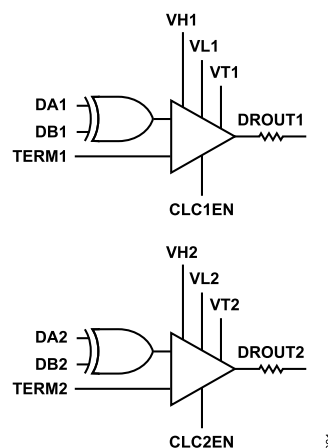 VH1
VL1
VT1
DA1
DB1
DROUT1
TERM1
CLC1EN
VH2
VL2
VT2
DA2
DB2
DROUT2
TERM2
CLC2EN